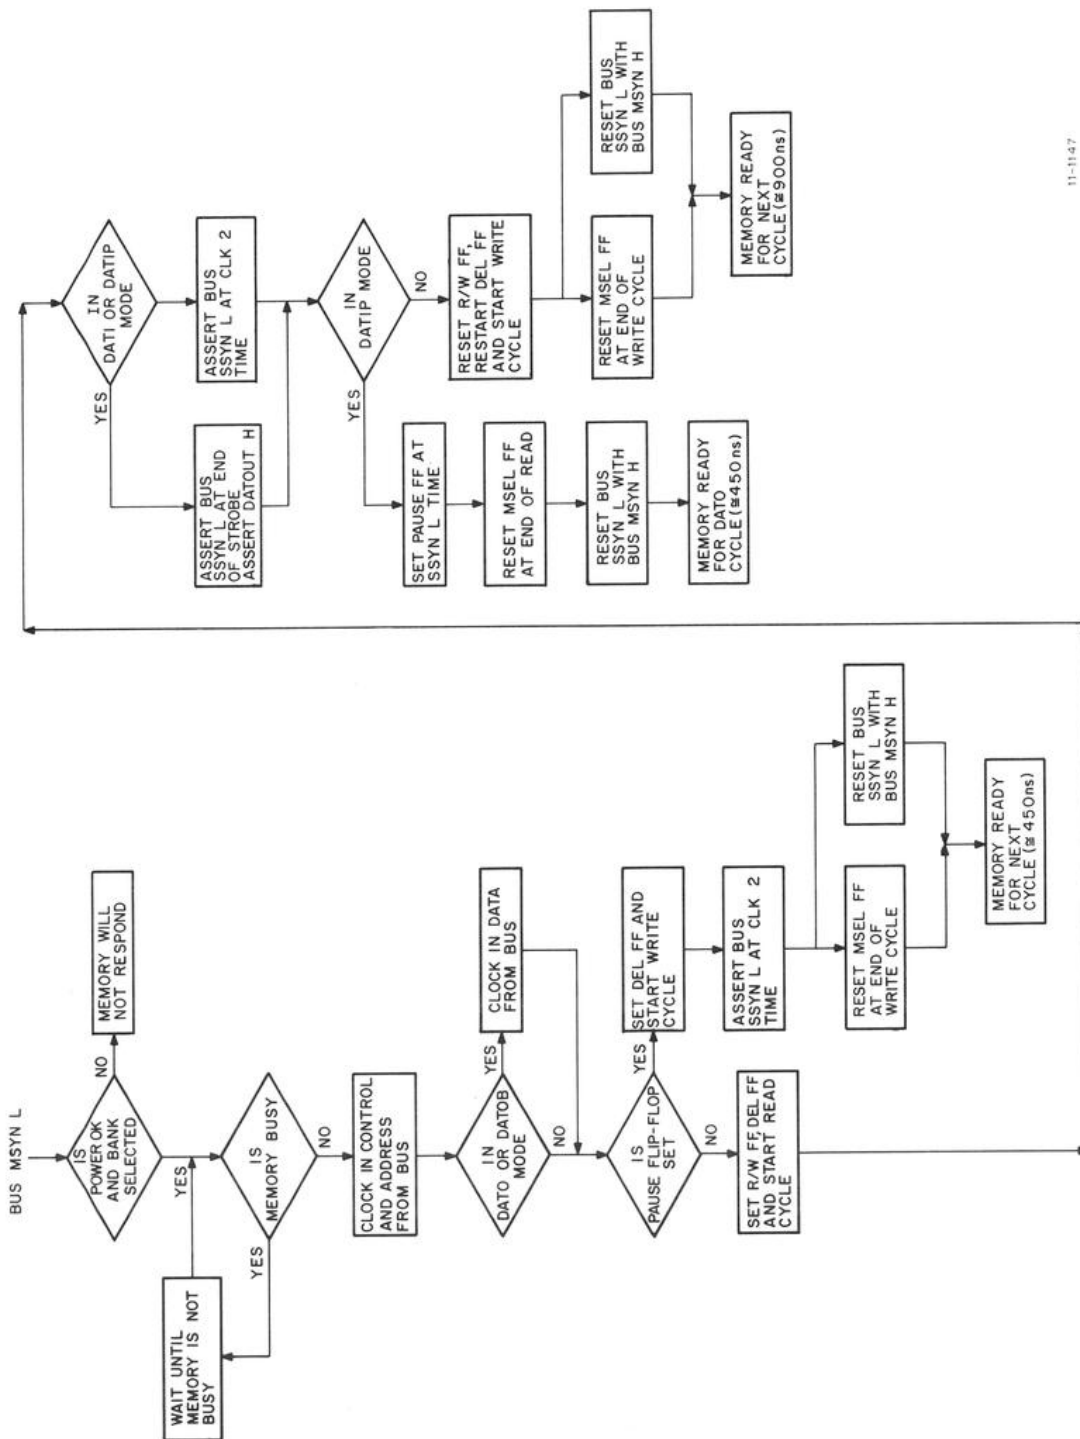 BUS MSYN L
IS
POWER OK
AND BANK
SELECTED
NO
MEMORY WILL
NOT RESPOND
YES
WAIT UNTIL
MEMORY IS NOT
BUSY
IS
MEMORY BUSY
YES
NO
CLOCK IN CONTROL
AND ADDRESS
FROM BUS
IN
DATO OR DATOB
MODE
YES
CLOCK IN DATA
FROM BUS
NO
IS
PAUSE FLIP-FLOP
SET
YES
SET DEL FF AND
START WRITE
CYCLE
ASSERT BUS
SSYN L AT CLK 2
TIME
RESET MSEL FF
AT END OF
WRITE CYCLE
RESET BUS
SSYN L WITH
BUS MSYN H
MEMORY READY
FOR NEXT
CYCLE (≅450ns)
NO
SET R/W FF, DEL FF
AND START READ
CYCLE
IN
DATI OR DATIP
MODE
YES
ASSERT BUS
SSYN L AT END
OF STROBE
ASSERT DATOUT H
ASSERT BUS
SSYN L AT CLK 2
TIME
IN
DATIP MODE
YES
SET PAUSE FF AT
SSYN L TIME
RESET MSEL FF
AT END OF READ
RESET BUS
SSYN L WITH
BUS MSYN H
MEMORY READY
FOR DATO
CYCLE (≅450ns)
NO
RESET R/W FF,
RESTART DEL FF
AND START WRITE
CYCLE
RESET MSEL FF
AT END OF
WRITE CYCLE
RESET BUS
SSYN L WITH
BUS MSYN H
MEMORY READY
FOR NEXT
CYCLE (≅900ns)
11-1147